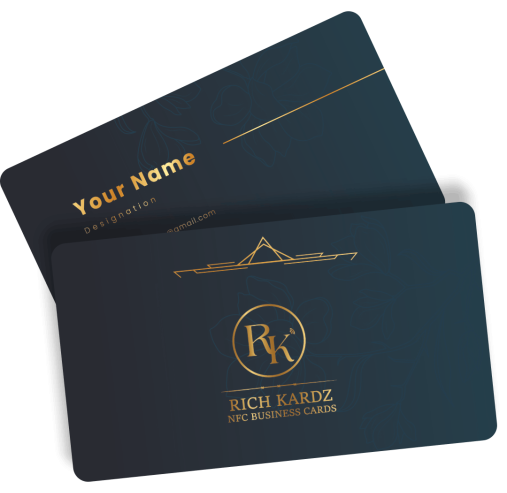 Your Name
Designation
@gmail.com
RK
RICH KARDZ
NFC BUSINESS CARDS